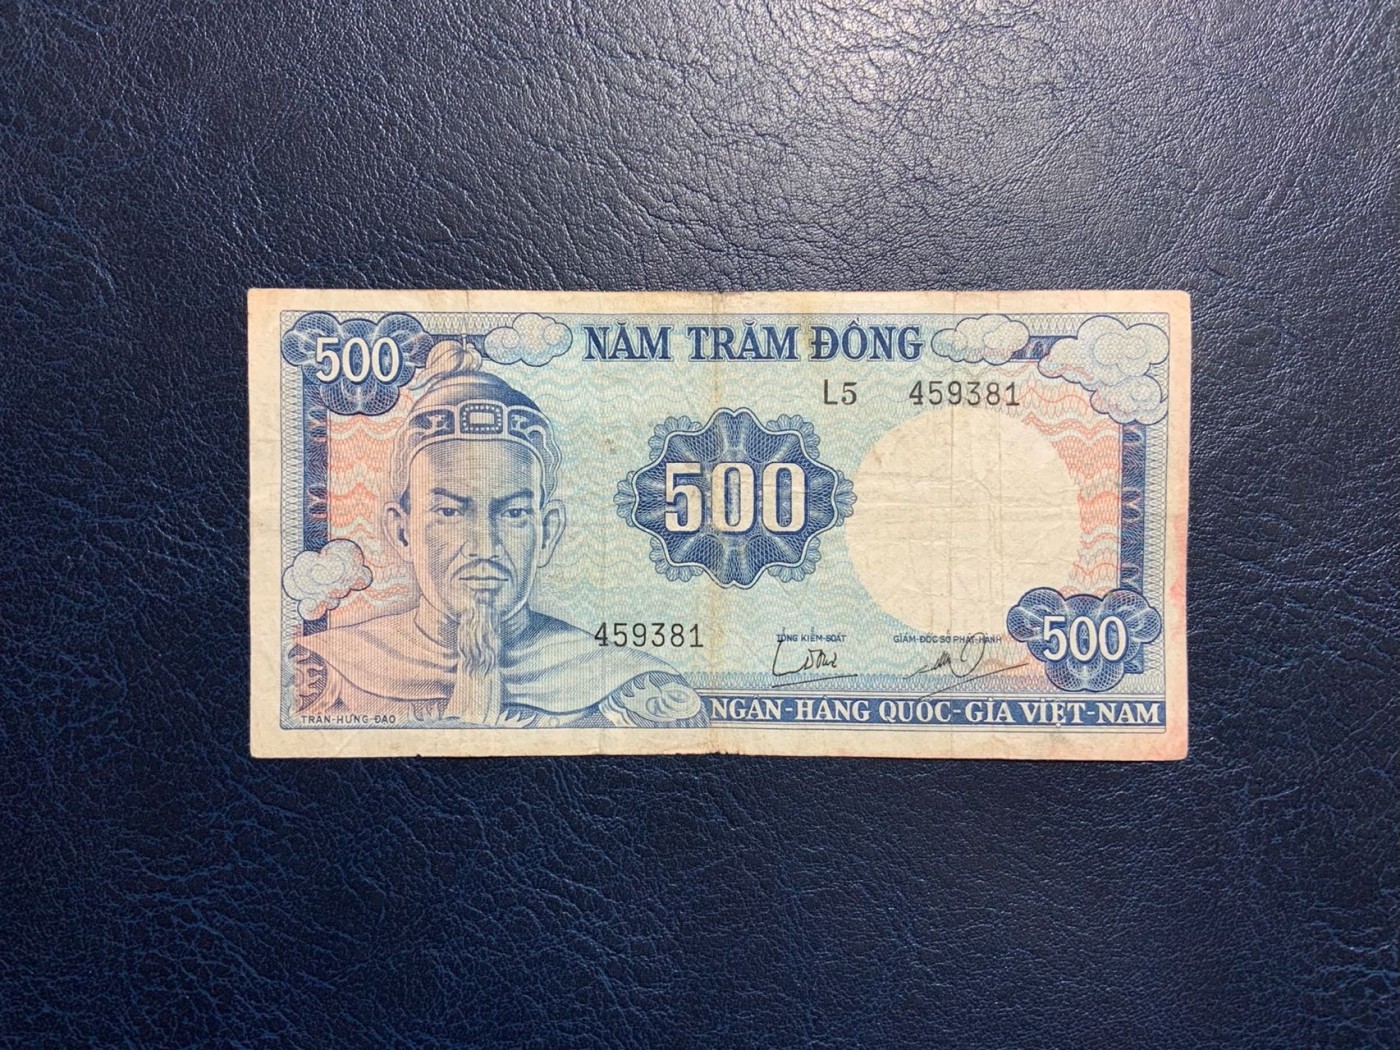 500
NĂM TRĂM ĐỒNG
L5 459381
500
459381
TỔNG KIỂM-SOÁT
GIÁM-ĐỐC SỞ PHÁT-HÀNH
500
TRẦN-HƯNG-ĐẠO
NGÂN-HÀNG QUỐC-GIA VIỆT-NAM